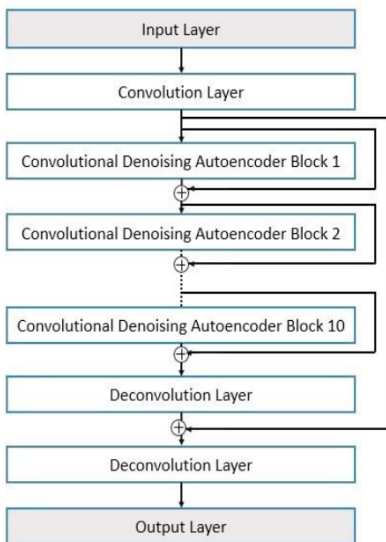 Input Layer
Convolution Layer
Convolutional Denoising Autoencoder Block 1
Convolutional Denoising Autoencoder Block 2
Convolutional Denoising Autoencoder Block 10
Deconvolution Layer
Deconvolution Layer
Output Layer